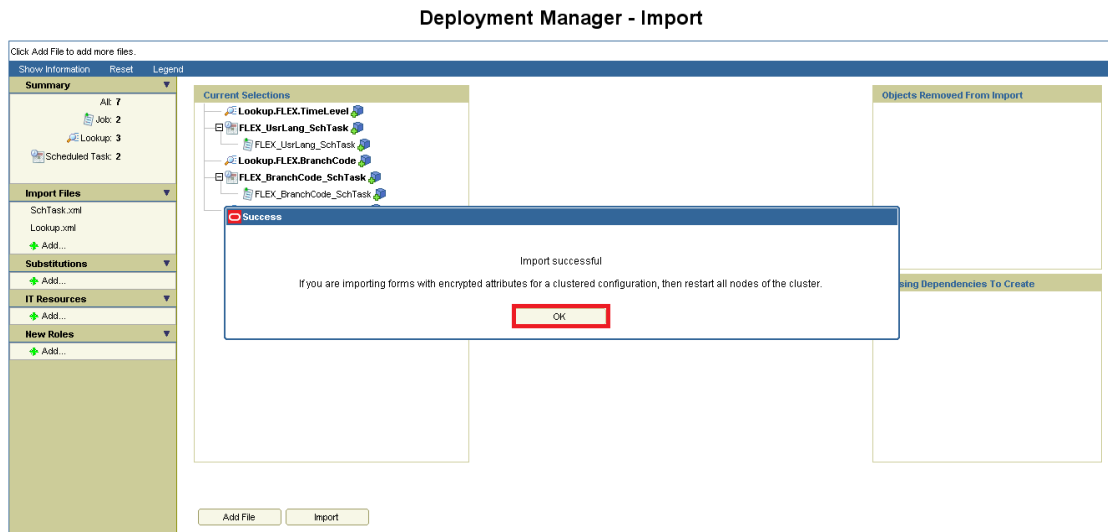 Deployment Manager - Import
Click Add File to add more files.
Show Information Reset Legend
Summary
All: 7
Job: 2
Lookup: 3
Scheduled Task: 2
Import Files
SchTask.xml
Lookup.xml
Add...
Substitutions
Add...
IT Resources
Add...
New Roles
Add...
Current Selections
Lookup.FLEX.TimeLevel
FLEX_UsrLang_SchTask
FLEX_UsrLang_SchTask
Lookup.FLEX.BranchCode
FLEX_BranchCode_SchTask
FLEX_BranchCode_SchTask
Objects Removed From Import
Success
Import successful
If you are importing forms with encrypted attributes for a clustered configuration, then restart all nodes of the cluster.
OK
sing Dependencies To Create
Add File
Import